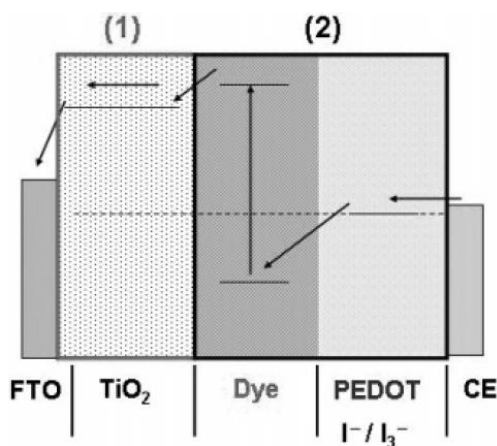 (1) (2)
FTO TiO₂ Dye PEDOT CE
I⁻/ I₃⁻